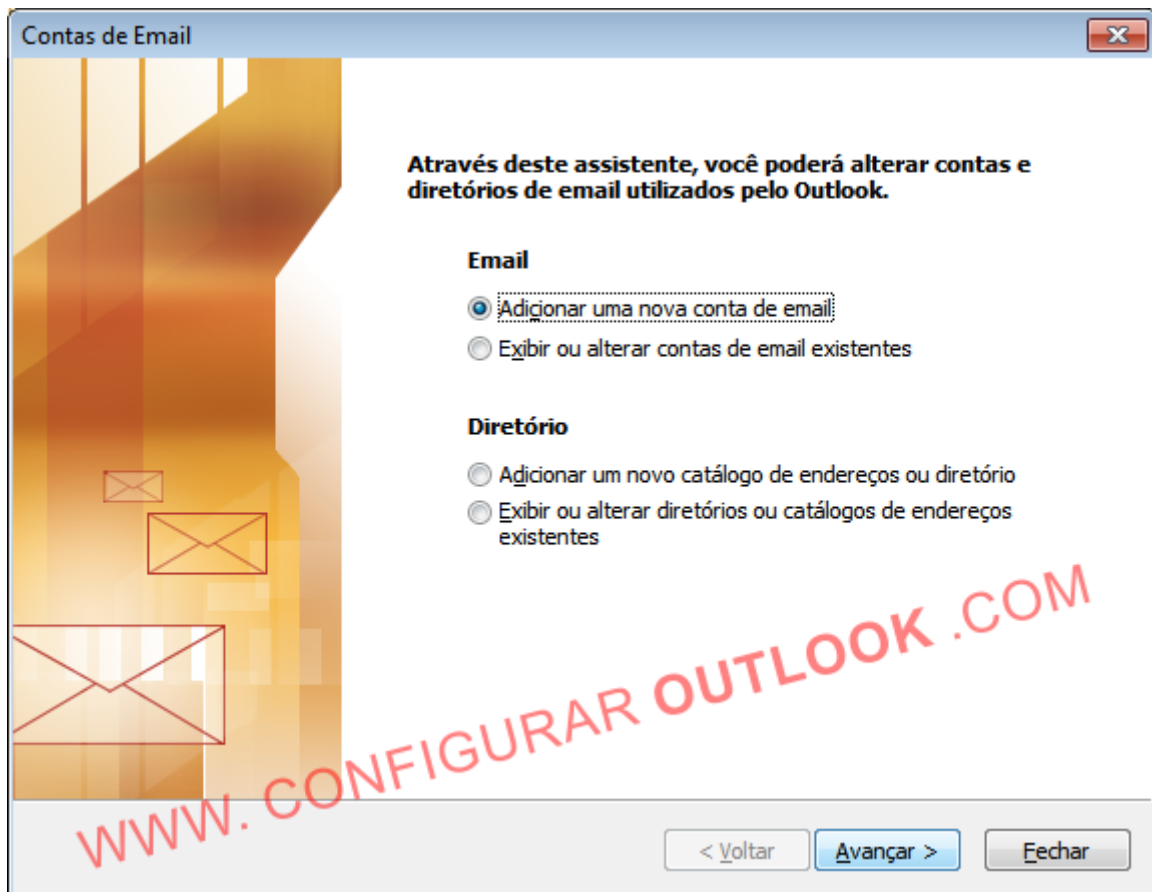 Contas de Email
Através deste assistente, você poderá alterar contas e
diretórios de email utilizados pelo Outlook.
Email
Adicionar uma nova conta de email
Exibir ou alterar contas de email existentes
Diretório
Adicionar um novo catálogo de endereços ou diretório
Exibir ou alterar diretórios ou catálogos de endereços
existentes
WWW. CONFIGURAR OUTLOOK .COM
< Voltar
Avançar >
Fechar